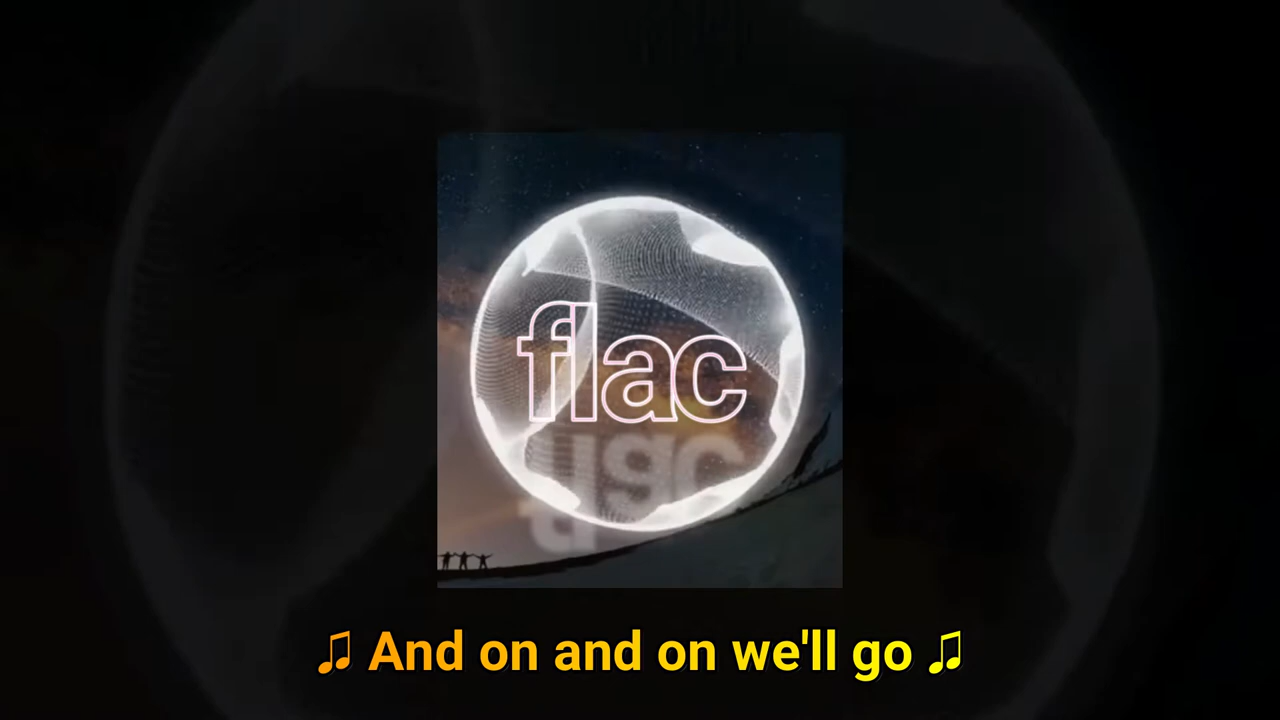 flac
♫ And on and on we'll go ♫